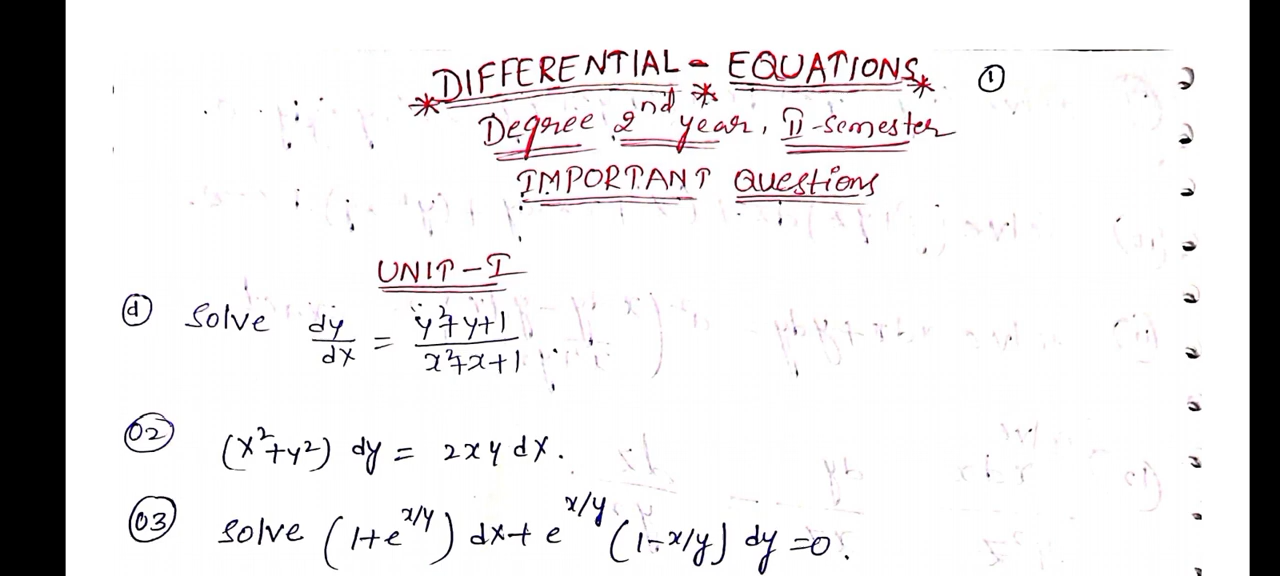 *DIFFERENTIAL - EQUATIONS* ①
Degree 2nd year, II-semester
IMPORTANT Questions
UNIT-I
① Solve dy/dx = (y²+y+1)/(x²+x+1)
02 (x²+y²) dy = 2xy dx.
03 Solve (1+e^(x/y)) dx + e^(x/y) (1-x/y) dy = 0.